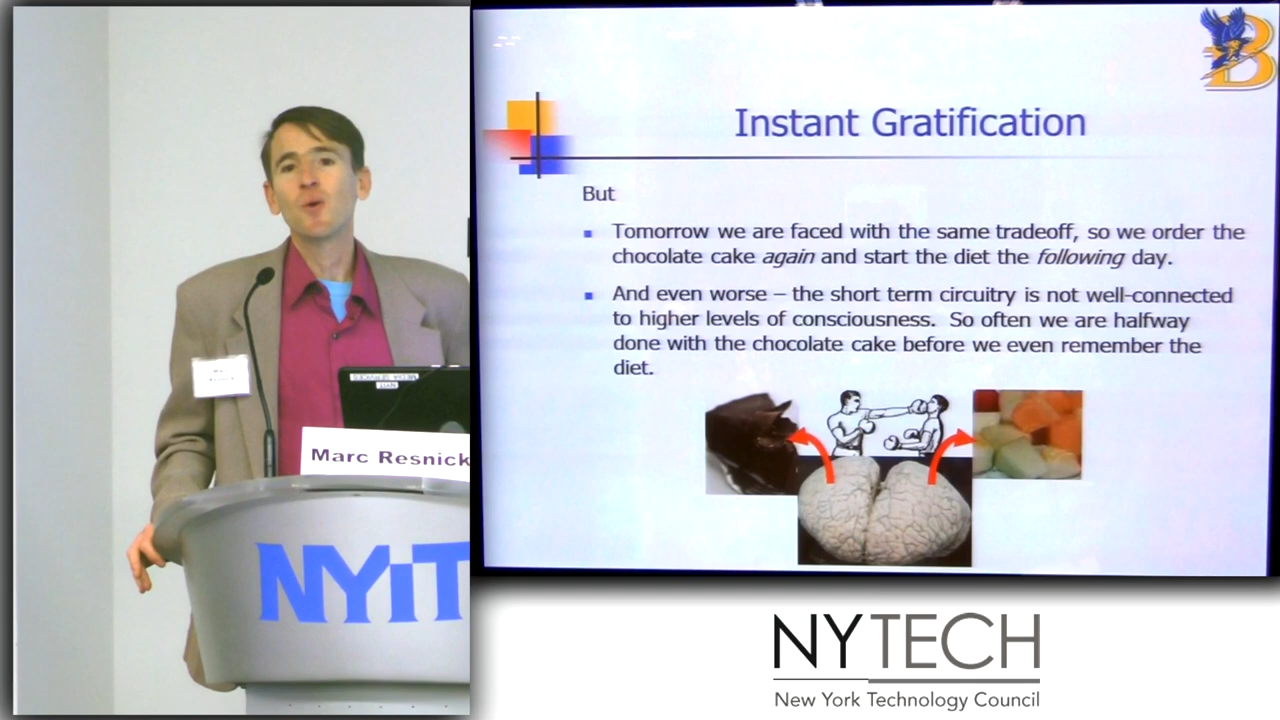 Instant Gratification
But
Tomorrow we are faced with the same tradeoff, so we order the
chocolate cake again and start the diet the following day.
And even worse – the short term circuitry is not well-connected
to higher levels of consciousness. So often we are halfway
done with the chocolate cake before we even remember the
diet.
B
MEDIA SERVICES
NYIT
Marc Resnick
NYiT
NYTECH
New York Technology Council